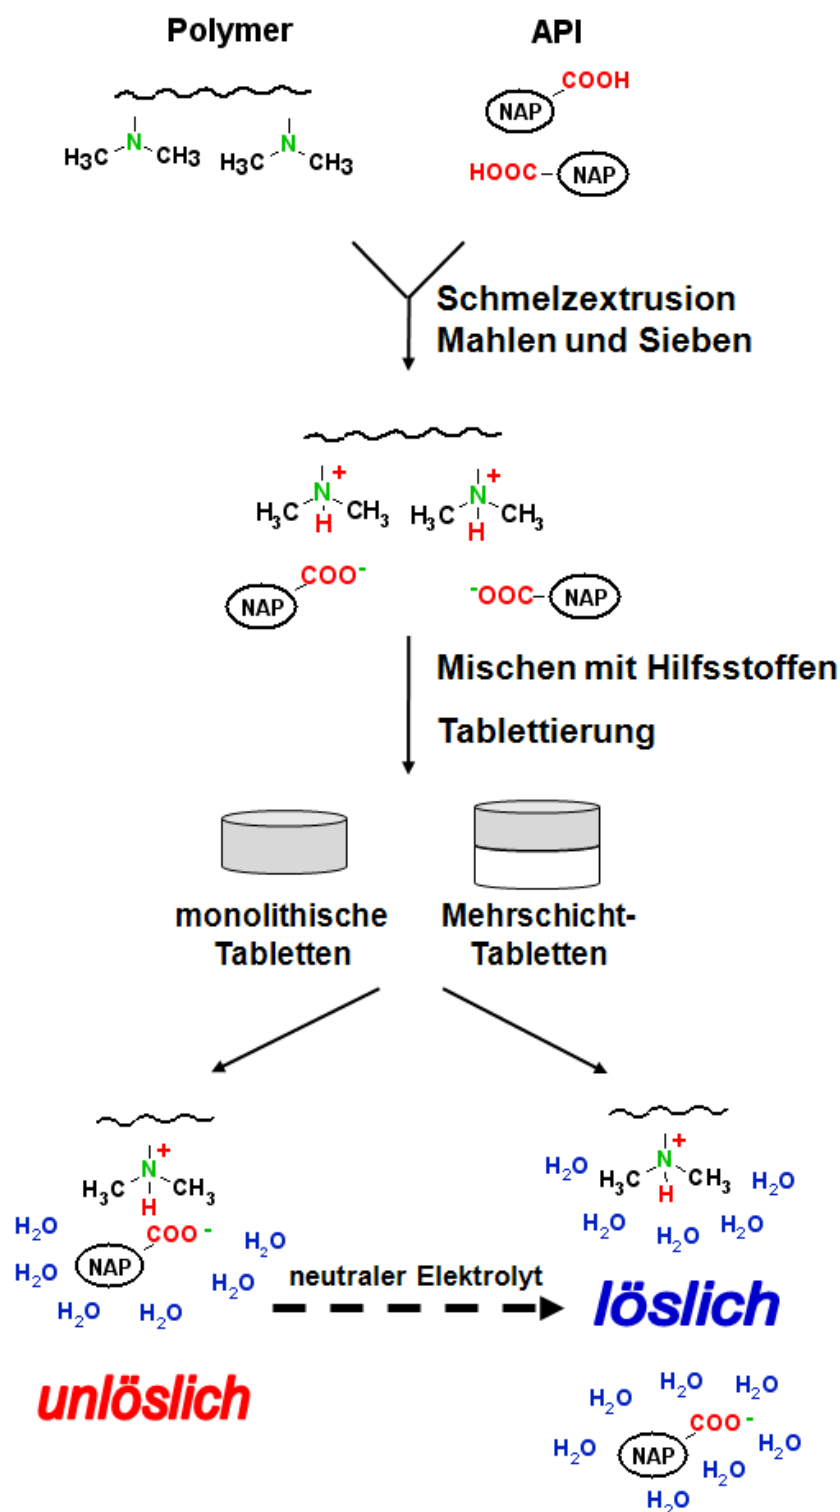 Polymer API
COOH
NAP
N
H3C CH3 H3C N CH3
HOOC NAP
Schmelzextrusion
Mahlen und Sieben
+ +
N N
H₃C H CH₃ H₃C H CH₃
COO⁻ ⁻OOC NAP
NAP
Mischen mit Hilfsstoffen
Tablettierung
monolithische Mehrschicht-
Tabletten Tabletten
+ +
N N
H₃C H CH₃ H₂O H₃C H CH₃ H₂O
H₂O COO⁻ H₂O H₂O H₂O H₂O
H₂O NAP H₂O
H₂O H₂O
neutraler Elektrolyt
löslich
unlöslich
H₂O H₂O H₂O
COO⁻
H₂O NAP H₂O H₂O
H₂O